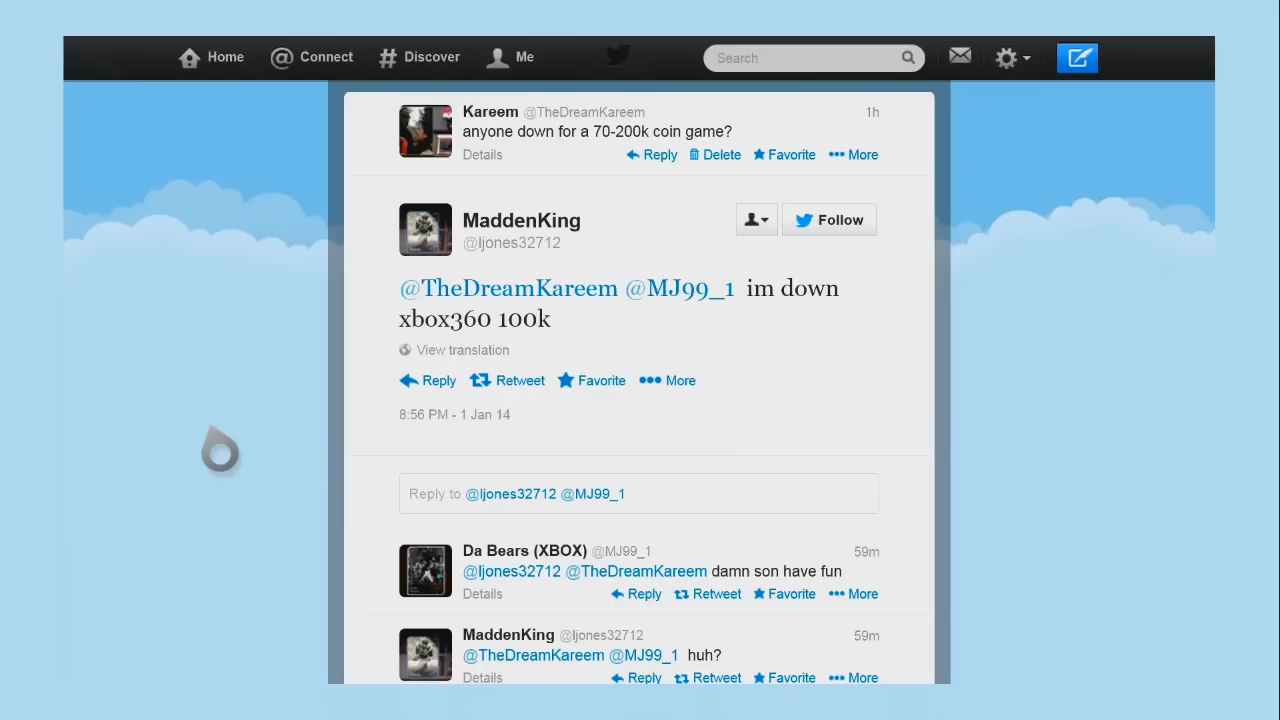 Home Connect Discover Me Search
Kareem @TheDreamKareem 1h
anyone down for a 70-200k coin game?
Details Reply Delete Favorite More
MaddenKing Follow
@ljones32712
@TheDreamKareem @MJ99_1 im down
xbox360 100k
View translation
Reply Retweet Favorite More
8:56 PM - 1 Jan 14
Reply to @ljones32712 @MJ99_1
Da Bears (XBOX) @MJ99_1 59m
@ljones32712 @TheDreamKareem damn son have fun
Details Reply Retweet Favorite More
MaddenKing @ljones32712 59m
@TheDreamKareem @MJ99_1 huh?
Details Reply Retweet Favorite More